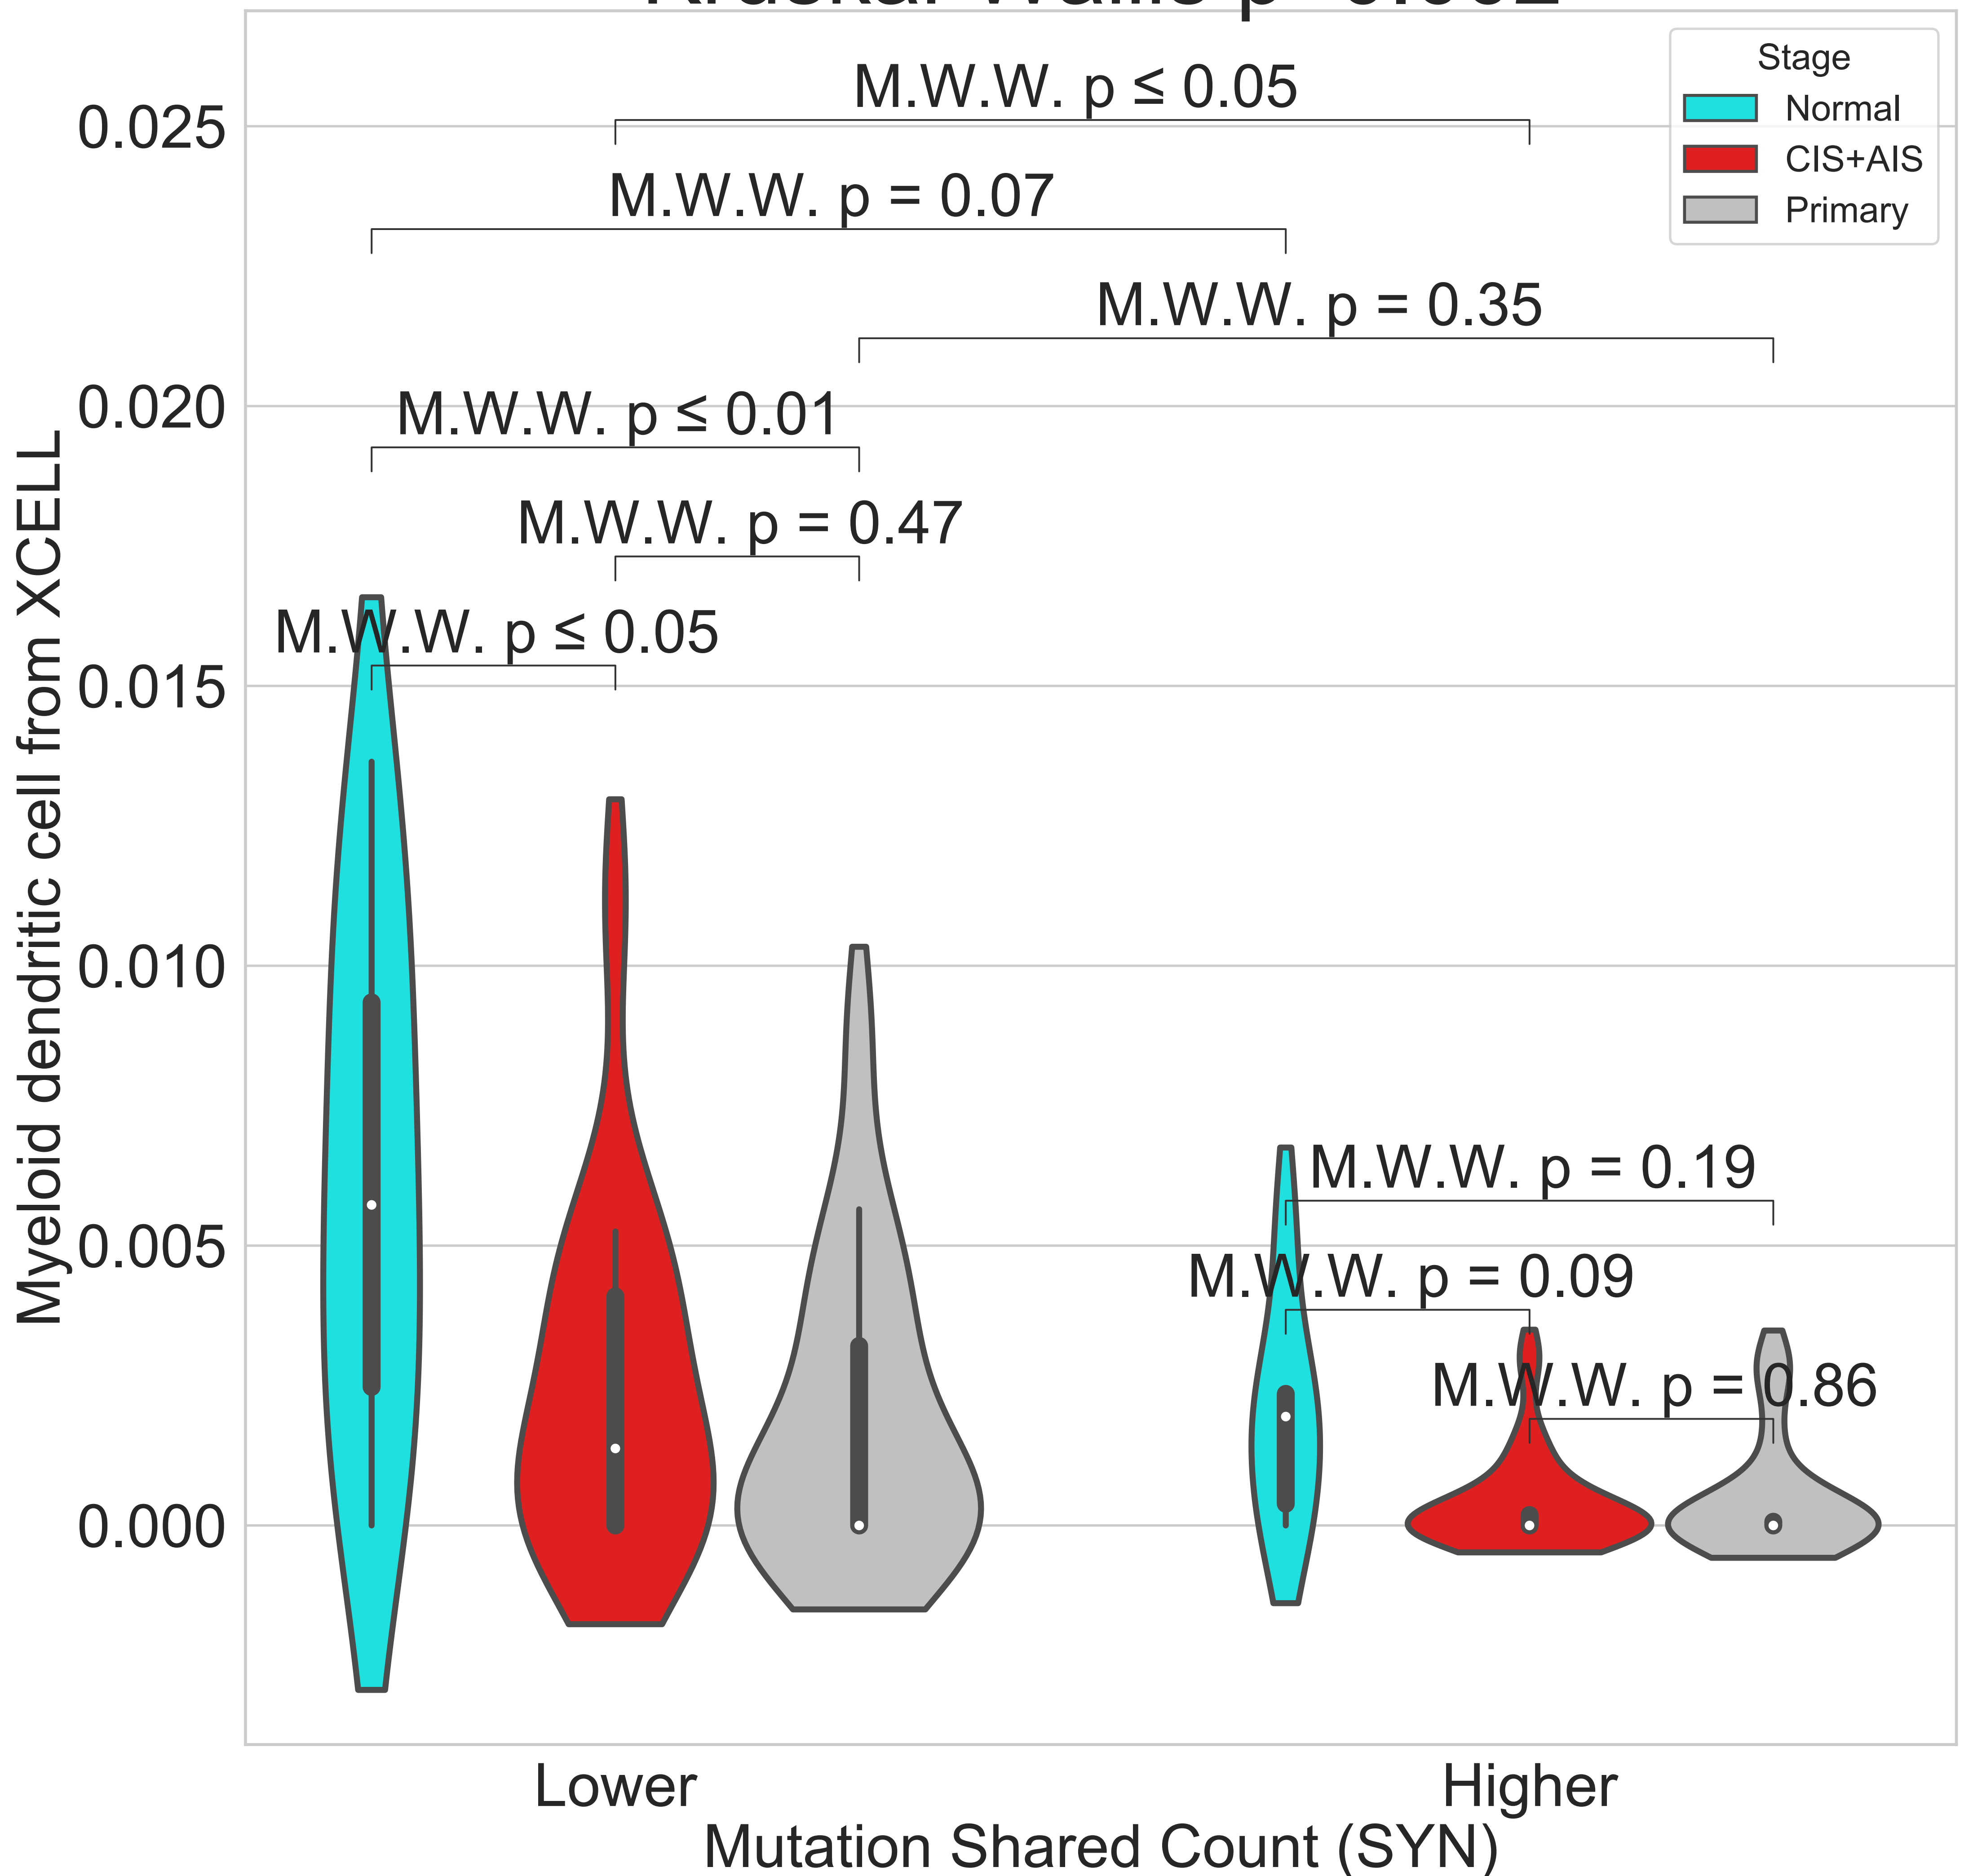 Stage
Normal
CIS+AIS
Primary
M.W.W. p ≤ 0.05
M.W.W. p = 0.07
M.W.W. p = 0.35
M.W.W. p ≤ 0.01
M.W.W. p = 0.47
M.W.W. p ≤ 0.05
M.W.W. p = 0.19
M.W.W. p = 0.09
M.W.W. p = 0.86
0.025
0.020
0.015
0.010
0.005
0.000
Myeloid dendritic cell from XCELL
Lower
Higher
Mutation Shared Count (SYN)